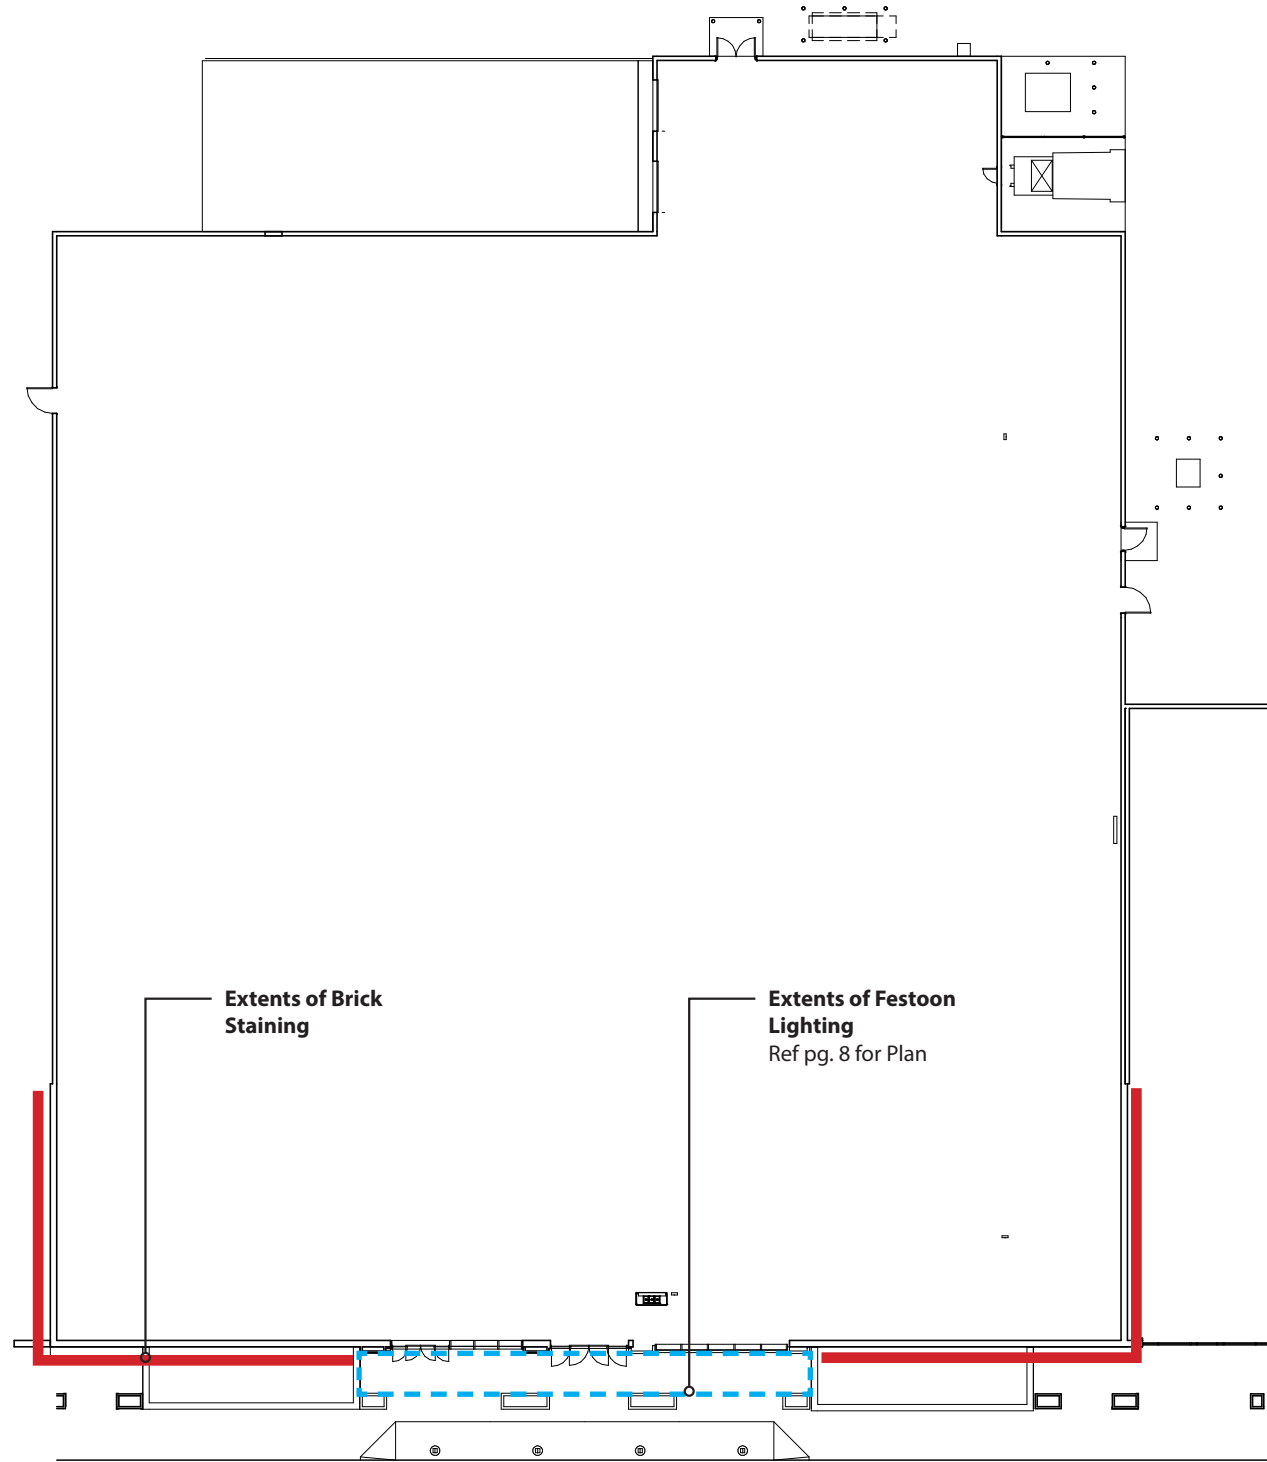 Extents of Brick
Staining
Extents of Festoon
Lighting
Ref pg. 8 for Plan